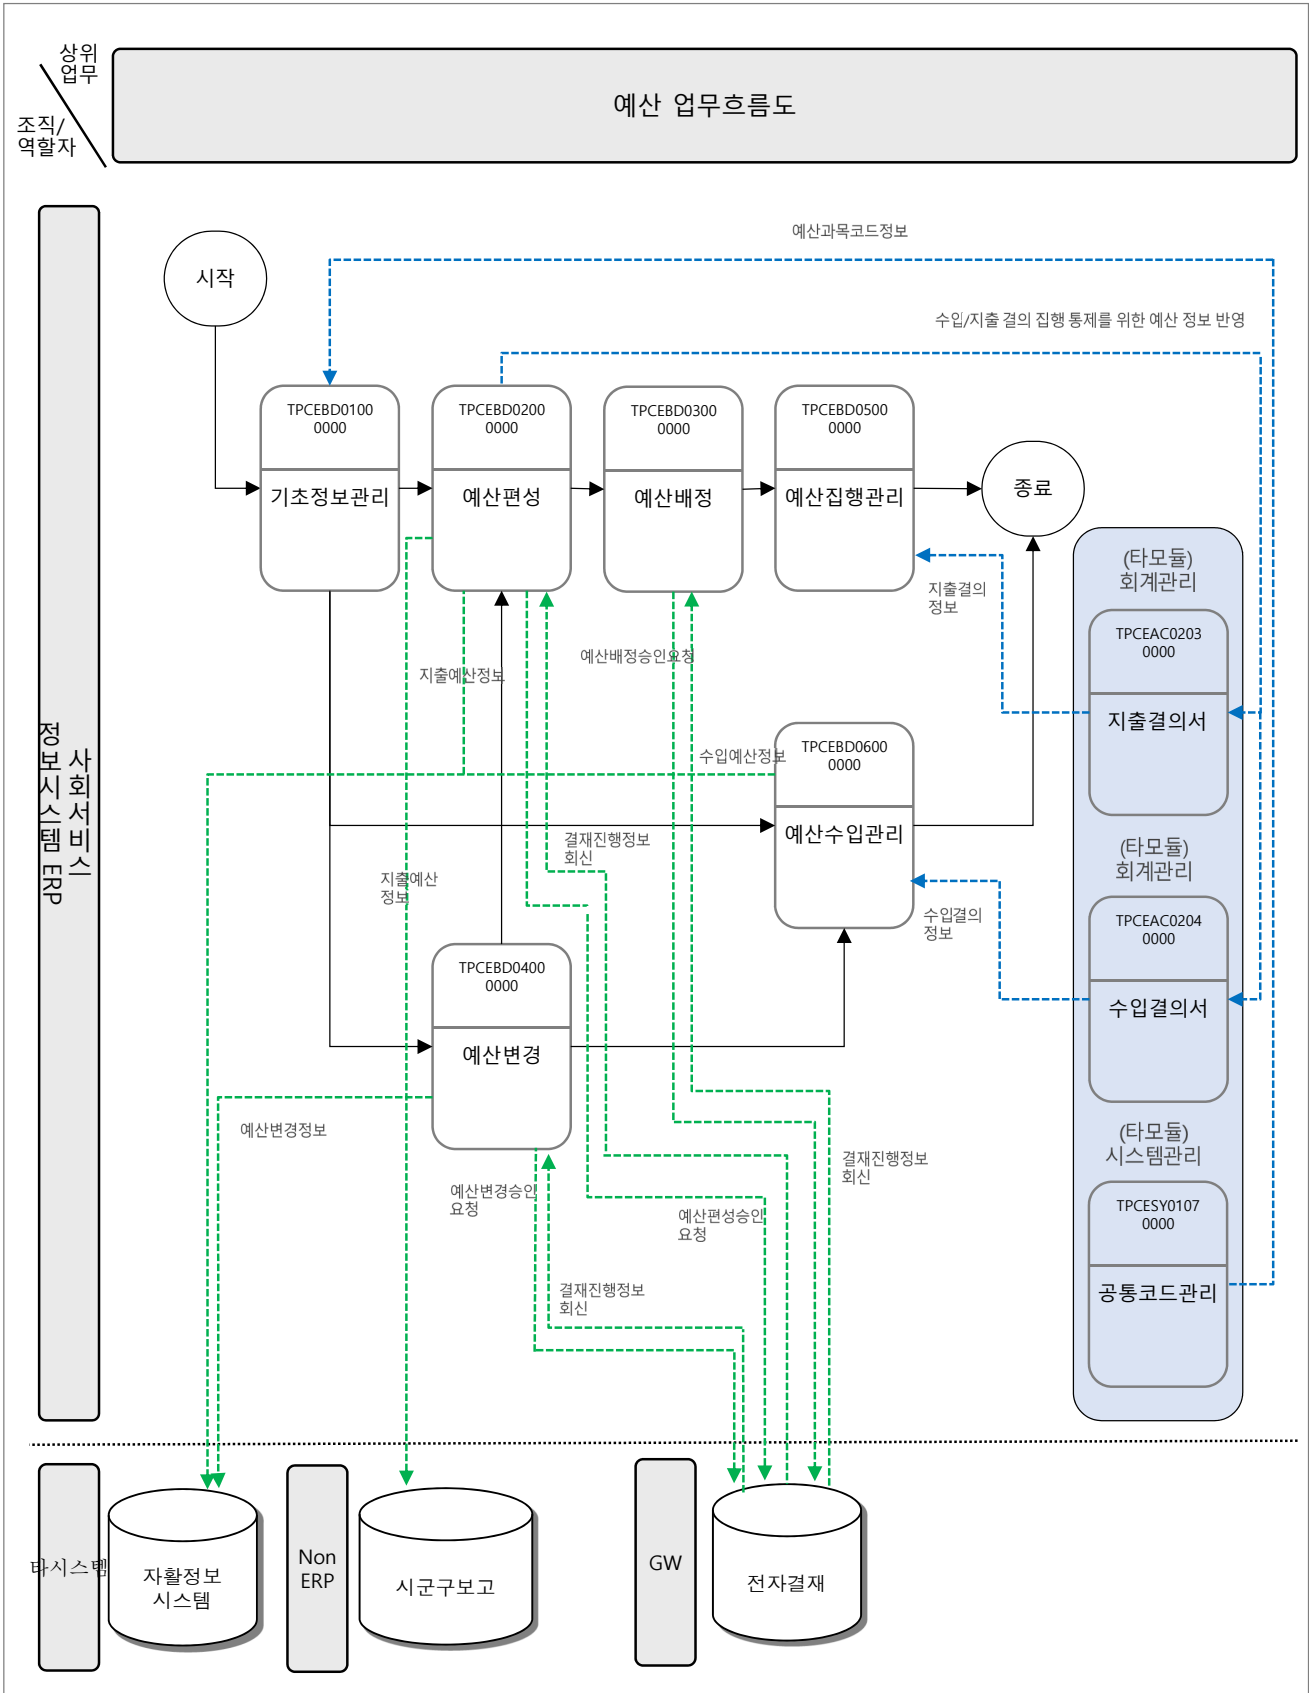 상위
업무
조직/
역할자
예산 업무흐름도
사회서비스
정보시스템 ERP
시작
예산과목코드정보
수입/지출 결의 집행 통제를 위한 예산 정보 반영
TPCEBD0100
0000
기초정보관리
TPCEBD0200
0000
예산편성
TPCEBD0300
0000
예산배정
TPCEBD0500
0000
예산집행관리
종료
(타모듈)
회계관리
TPCEAC0203
0000
지출결의서
지출결의
정보
지출예산정보
예산배정승인요청
수입예산정보
TPCEBD0600
0000
예산수입관리
결재진행정보
회신
지출예산
정보
수입결의
정보
(타모듈)
회계관리
TPCEAC0204
0000
수입결의서
TPCEBD0400
0000
예산변경
예산변경정보
예산변경승인
요청
결재진행정보
회신
예산편성승인
요청
결재진행정보
회신
(타모듈)
시스템관리
TPCESY0107
0000
공통코드관리
타시스템
자활정보
시스템
Non
ERP
시군구보고
GW
전자결재